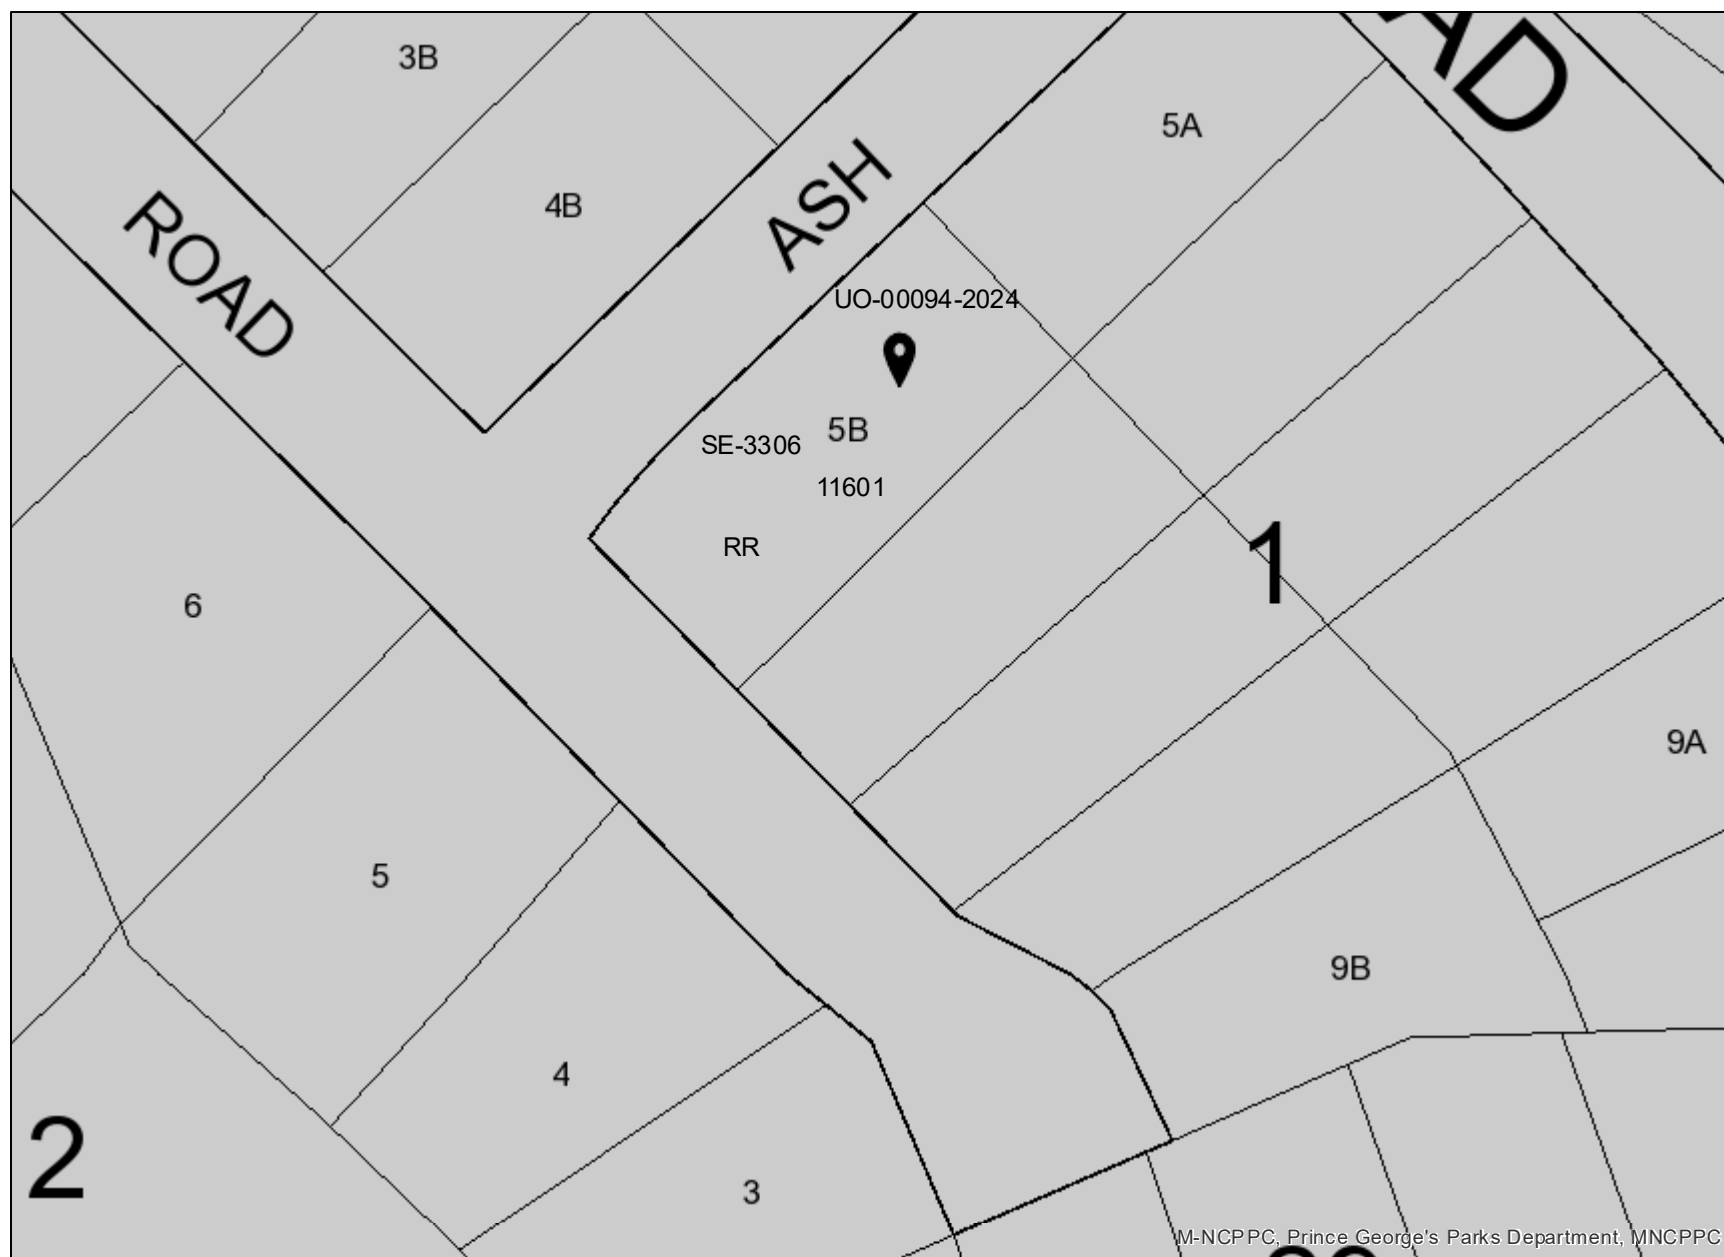 3B
AD
5A
4B
ASH
ROAD
UO-00094-2024
5B
SE-3306
11601
RR
1
6
9A
5
9B
4
2
3
M-NCPPC, Prince George's Parks Department, MNCPPC